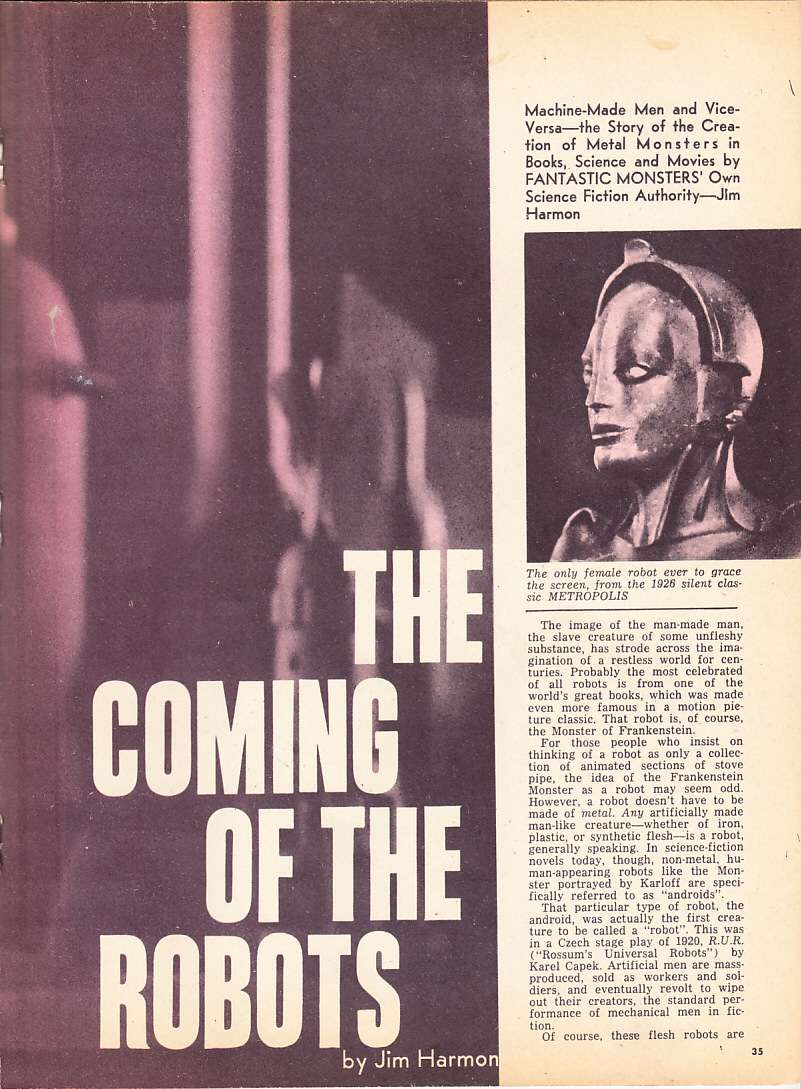 THE
COMING
OF THE
ROBOTS
by Jim Harmon
Machine-Made Men and Vice-
Versa—the Story of the Crea-
tion of Metal Monsters in
Books, Science and Movies by
FANTASTIC MONSTERS' Own
Science Fiction Authority—Jim
Harmon
The only female robot ever to grace
the screen, from the 1926 silent clas-
sic METROPOLIS
The image of the man-made man,
the slave creature of some unfleshy
substance, has strode across the ima-
gination of a restless world for cen-
turies. Probably the most celebrated
of all robots is from one of the
world's great books, which was made
even more famous in a motion pic-
ture classic. That robot is, of course,
the Monster of Frankenstein.
For those people who insist on
thinking of a robot as only a collec-
tion of animated sections of stove
pipe, the idea of the Frankenstein
Monster as a robot may seem odd.
However, a robot doesn't have to be
made of metal. Any artificially made
man-like creature—whether of iron,
plastic, or synthetic flesh—is a robot,
generally speaking. In science-fiction
novels today, though, non-metal, hu-
man-appearing robots like the Mon-
ster portrayed by Karloff are speci-
fically referred to as "androids".
That particular type of robot, the
android, was actually the first crea-
ture to be called a "robot". This was
in a Czech stage play of 1920, R.U.R.
("Rossum's Universal Robots") by
Karel Capek. Artificial men are mass-
produced, sold as workers and sol-
diers, and eventually revolt to wipe
out their creators, the standard per-
formance of mechanical men in fic-
tion.
Of course, these flesh robots are
35